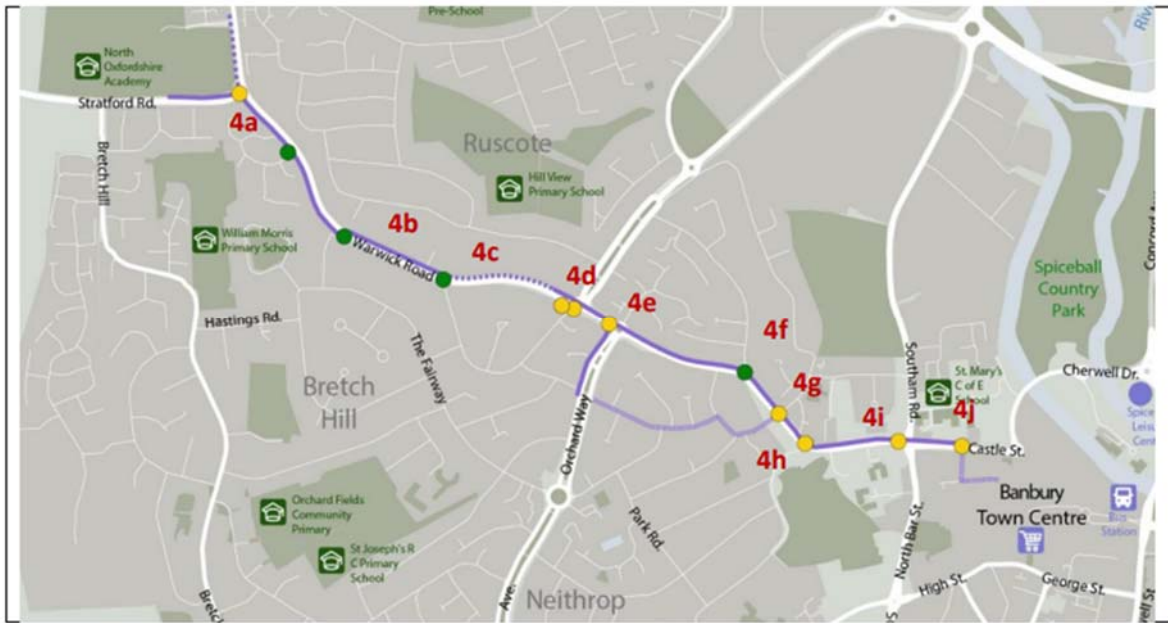 Pre-School
North
Oxfordshire
Academy
Stratford Rd.
4a
Bretch Hill
Ruscote
Hill View
Primary School
William Morris
Primary School
4b
Warwick Road
4c
4d
4e
Hastings Rd.
The Fairway
Bretch
Hill
Orchard Way
4f
4g
4h
4i
4j
Southam Rd.
St. Mary's
C of E
School
Castle St.
Spiceball
Country
Park
Cherwell Dr.
Banbury
Town Centre
Bus
Station
Orchard Fields
Community
Primary
St Joseph's R
C Primary
School
Park Rd.
North Bar St.
High St.
George St.
Neithrop
Ave.